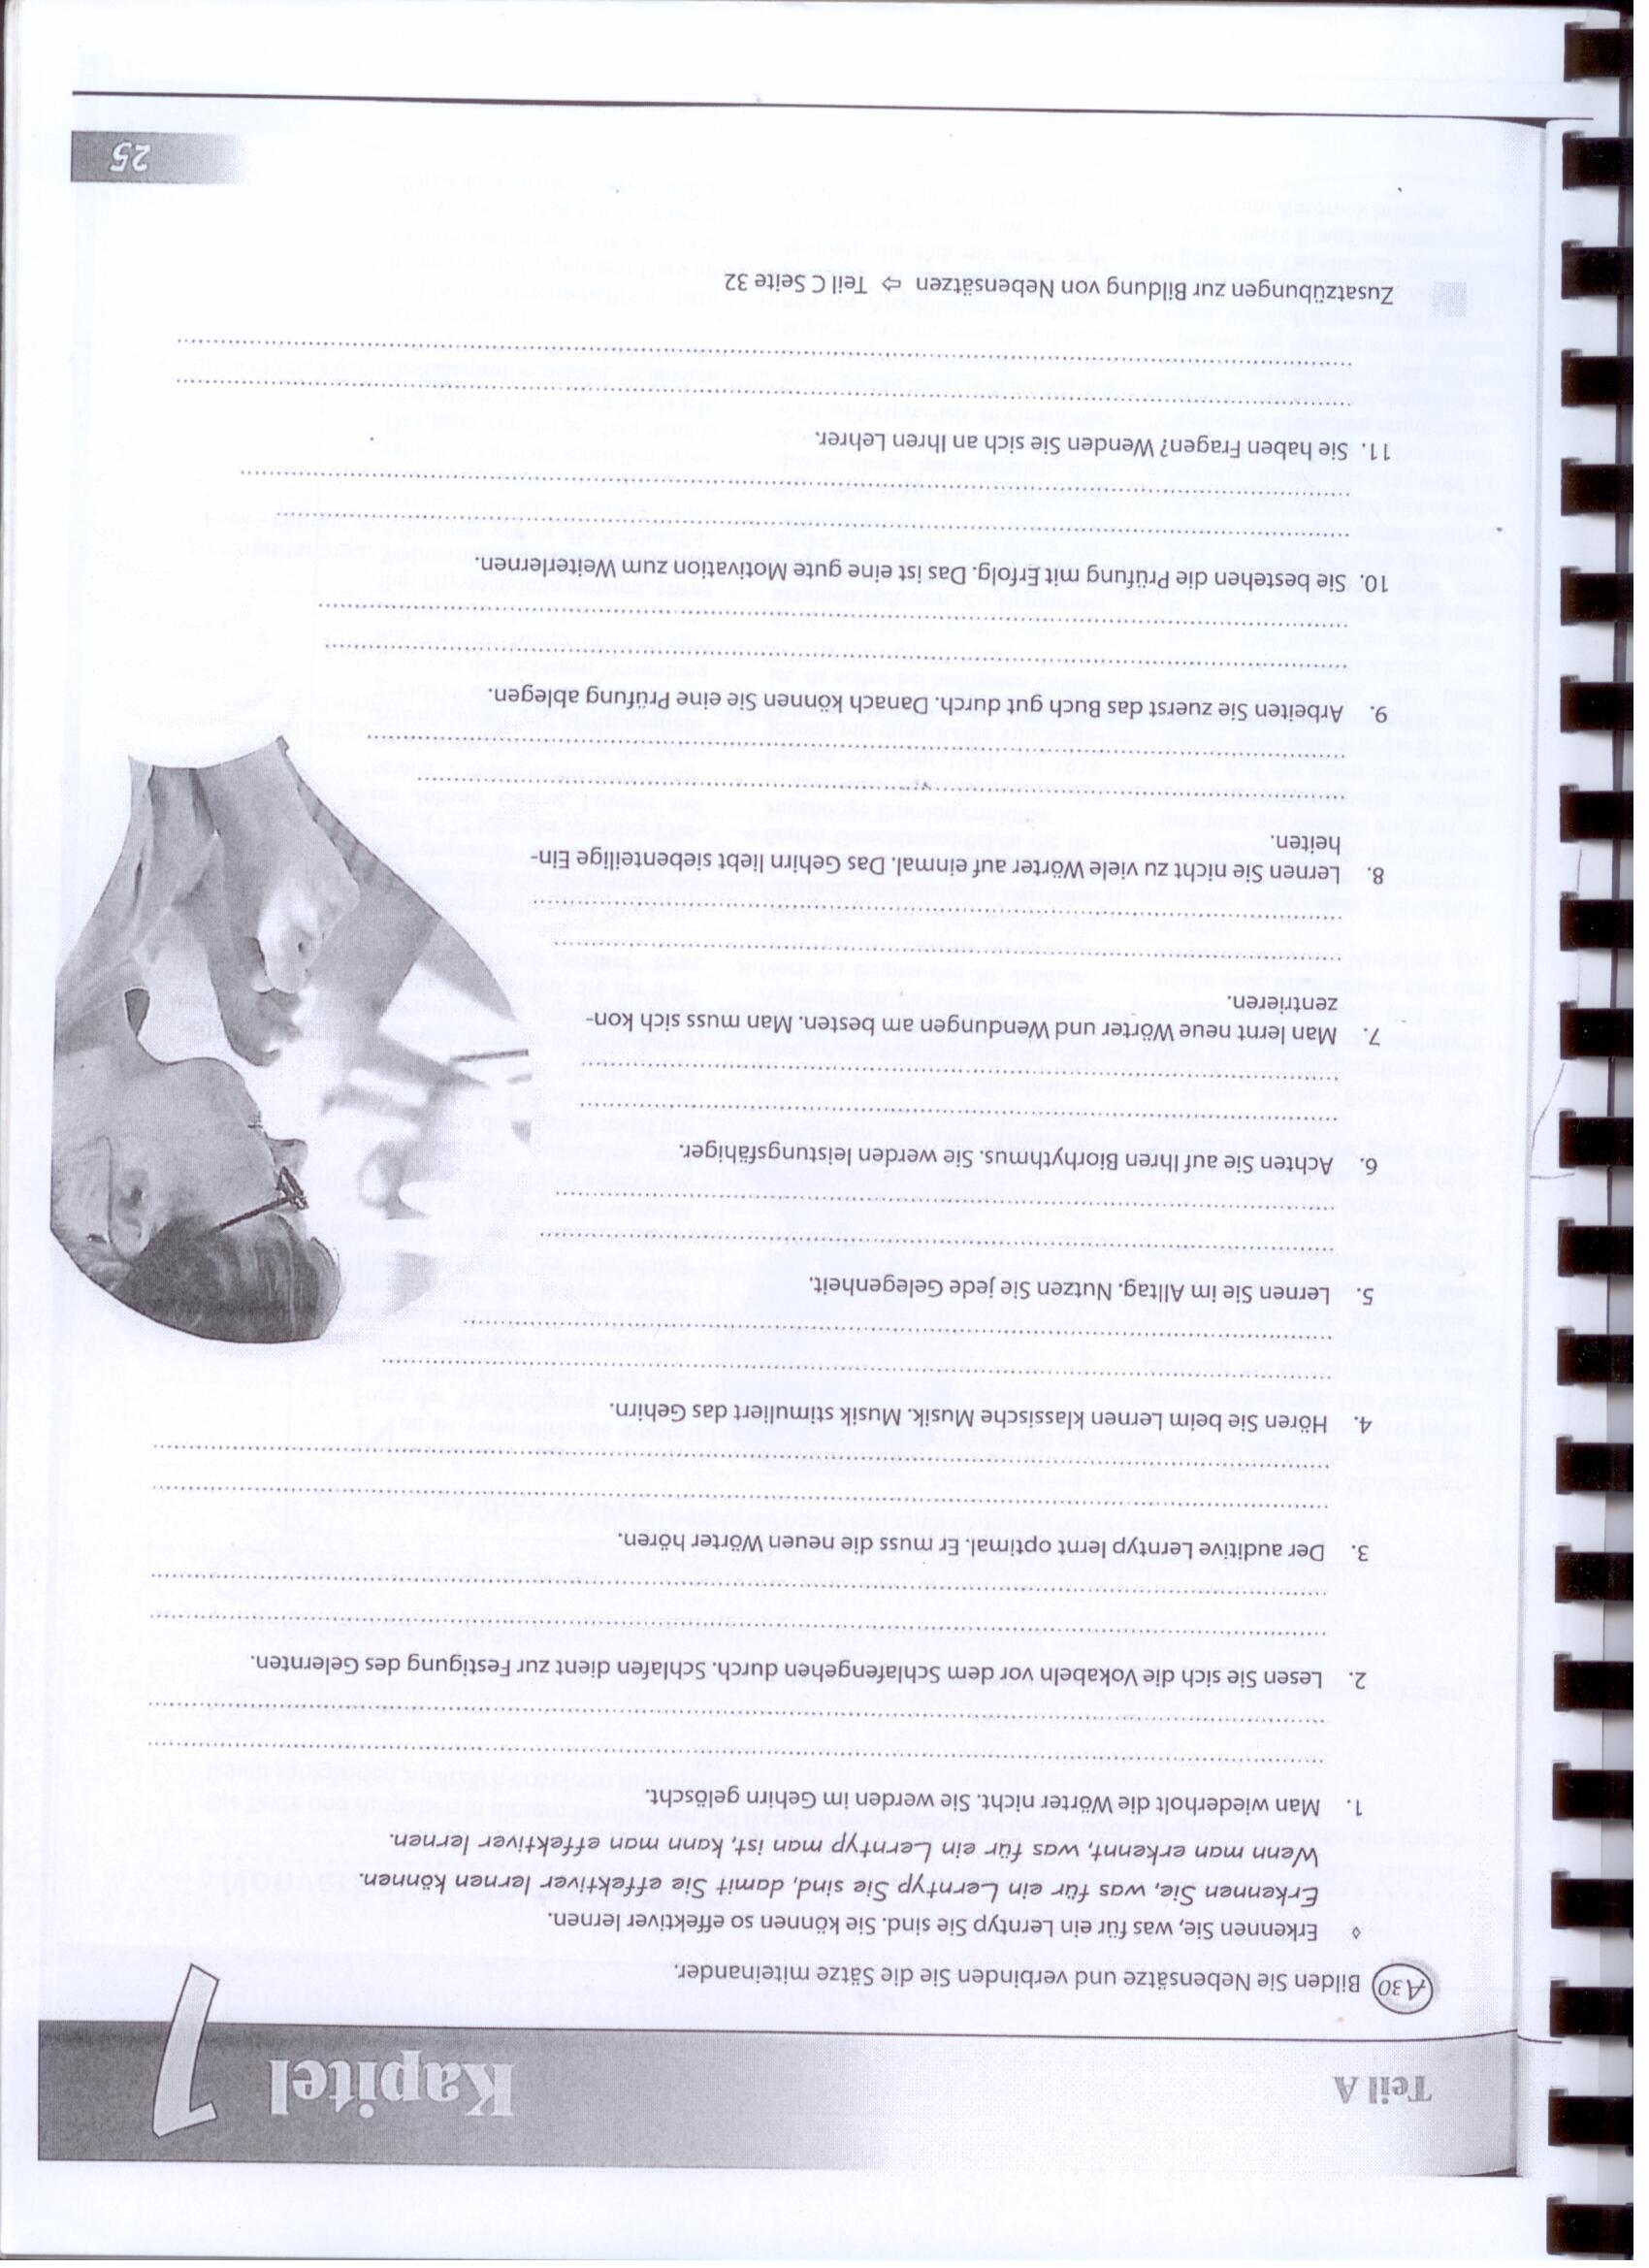 Teil A
Kapitel 1
A30 Bilden Sie Nebensätze und verbinden Sie die Sätze miteinander.
◊ Erkennen Sie, was für ein Lerntyp Sie sind. Sie können so effektiver lernen.
Erkennen Sie, was für ein Lerntyp Sie sind, damit Sie effektiver lernen können.
Wenn man erkennt, was für ein Lerntyp man ist, kann man effektiver lernen.
1. Man wiederholt die Wörter nicht. Sie werden im Gehirn gelöscht.
2. Lesen Sie sich die Vokabeln vor dem Schlafengehen durch. Schlafen dient zur Festigung des Gelernten.
3. Der auditive Lerntyp lernt optimal. Er muss die neuen Wörter hören.
4. Hören Sie beim Lernen klassische Musik. Musik stimuliert das Gehirn.
5. Lernen Sie im Alltag. Nutzen Sie jede Gelegenheit.
6. Achten Sie auf Ihren Biorhythmus. Sie werden leistungsfähiger.
7. Man lernt neue Wörter und Wendungen am besten. Man muss sich kon-
zentrieren.
8. Lernen Sie nicht zu viele Wörter auf einmal. Das Gehirn liebt siebenteilige Ein-
heiten.
9. Arbeiten Sie zuerst das Buch gut durch. Danach können Sie eine Prüfung ablegen.
10. Sie bestehen die Prüfung mit Erfolg. Das ist eine gute Motivation zum Weiterlernen.
11. Sie haben Fragen? Wenden Sie sich an Ihren Lehrer.
Zusatzübungen zur Bildung von Nebensätzen ⇨ Teil C Seite 32
25